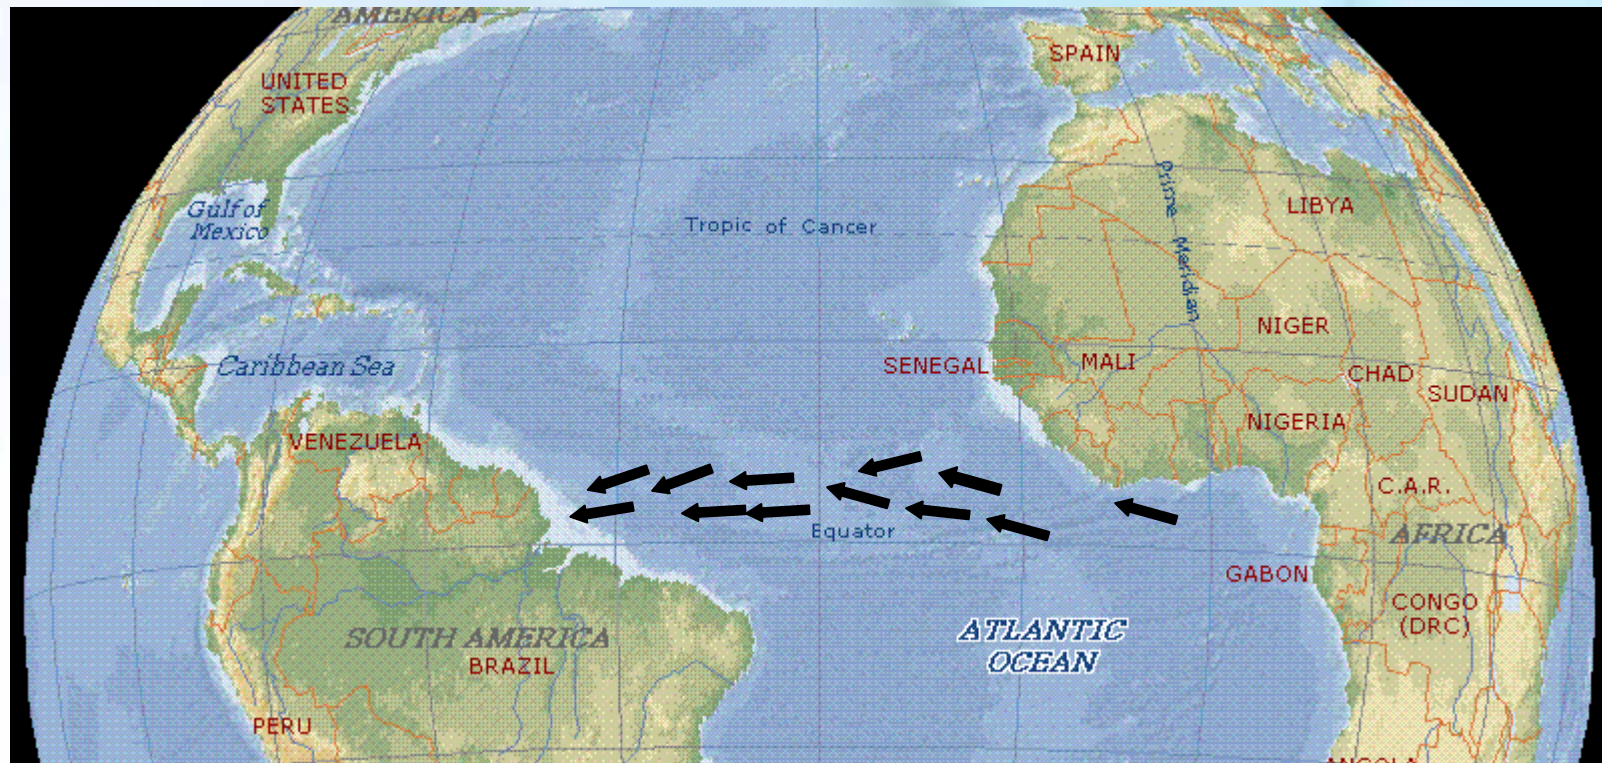 AMERICA
SPAIN
UNITED
STATES
Prime Meridian
LIBYA
Gulf of
Mexico
Tropic of Cancer
NIGER
Caribbean Sea
SENEGAL
MALI
CHAD
SUDAN
VENEZUELA
NIGERIA
C.A.R.
Equator
AFRICA
GABON
CONGO
(DRC)
SOUTH AMERICA
ATLANTIC
OCEAN
BRAZIL
PERU
ANGOLA